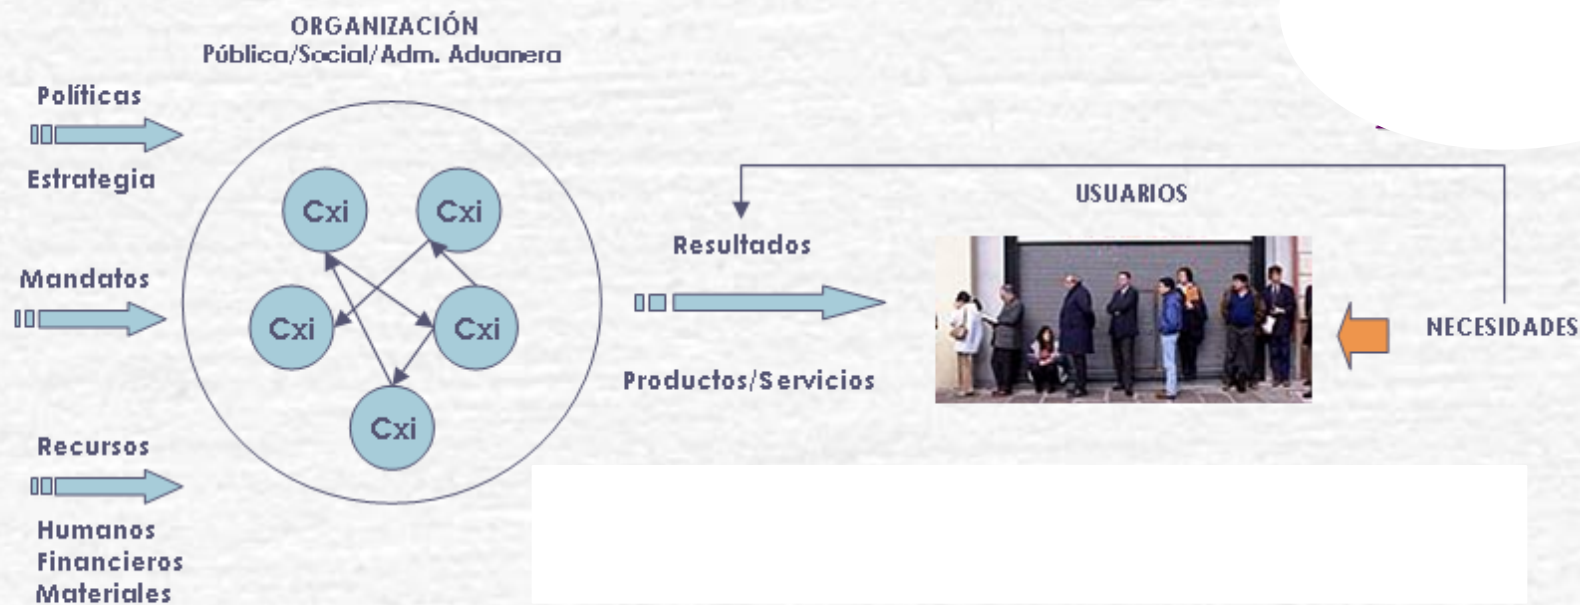 ORGANIZACIÓN
Pública/Social/Adm. Aduanera
Políticas
Estrategia
Mandatos
Recursos
Humanos
Financieros
Materiales
Cxi
Cxi
Cxi
Cxi
Cxi
Resultados
Productos/Servicios
USUARIOS
NECESIDADES